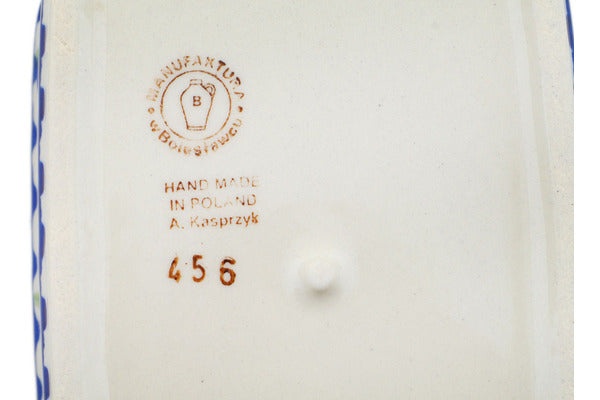 MANUFAKTURA
B
w Bolesławcu
HAND MADE
IN POLAND
A. Kasprzyk
456